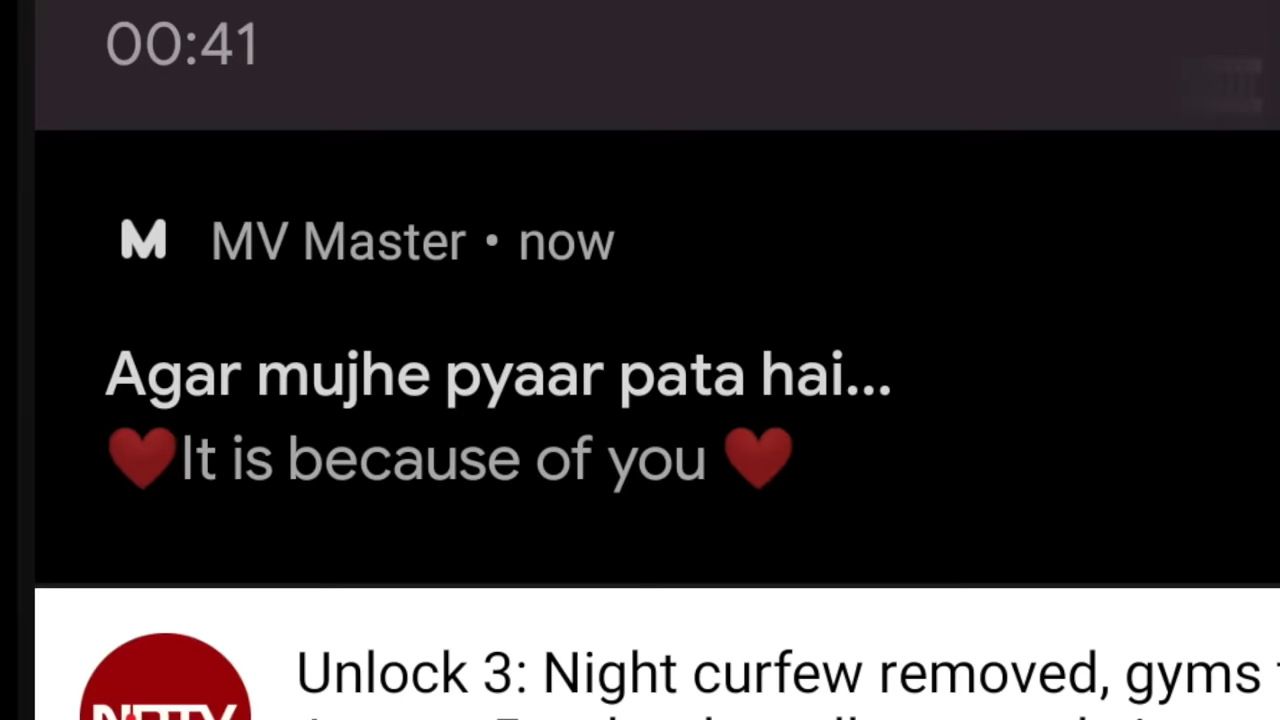 00:41
M MV Master • now
Agar mujhe pyaar pata hai...
❤️It is because of you ❤️
Unlock 3: Night curfew removed, gyms
NDTV